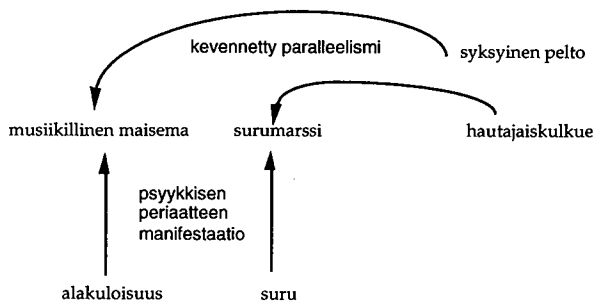 kevennetty paralleelismi
syksyinen pelto
musiikillinen maisema
surumarssi
hautajaiskulkue
psyykkisen
periaatteen
manifestaatio
alakuloisuus
suru